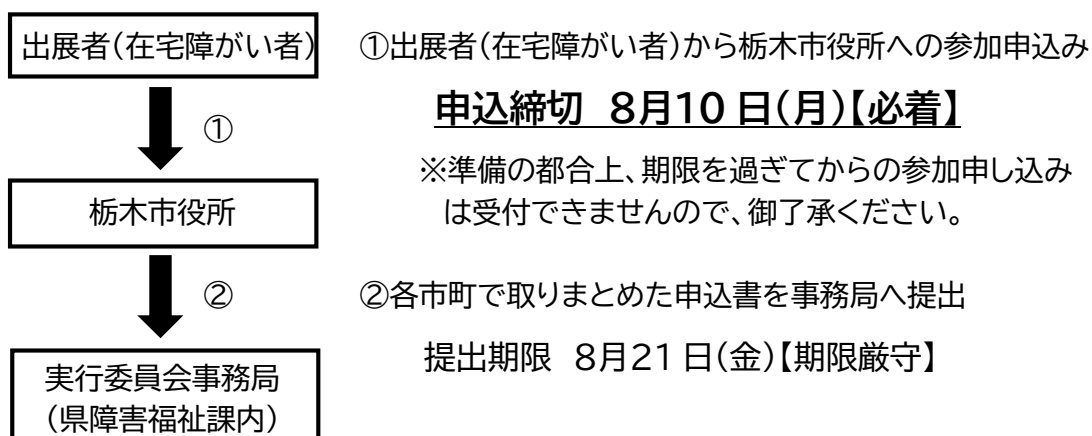 出展者(在宅障がい者)
①出展者(在宅障がい者)から栃木市役所への参加申込み
申込締切 8月10日(月)【必着】
①
※準備の都合上、期限を過ぎてからの参加申し込み
は受付できませんので、御了承ください。
栃木市役所
②
②各市町で取りまとめた申込書を事務局へ提出
提出期限 8月21日(金)【期限厳守】
実行委員会事務局
(県障害福祉課内)